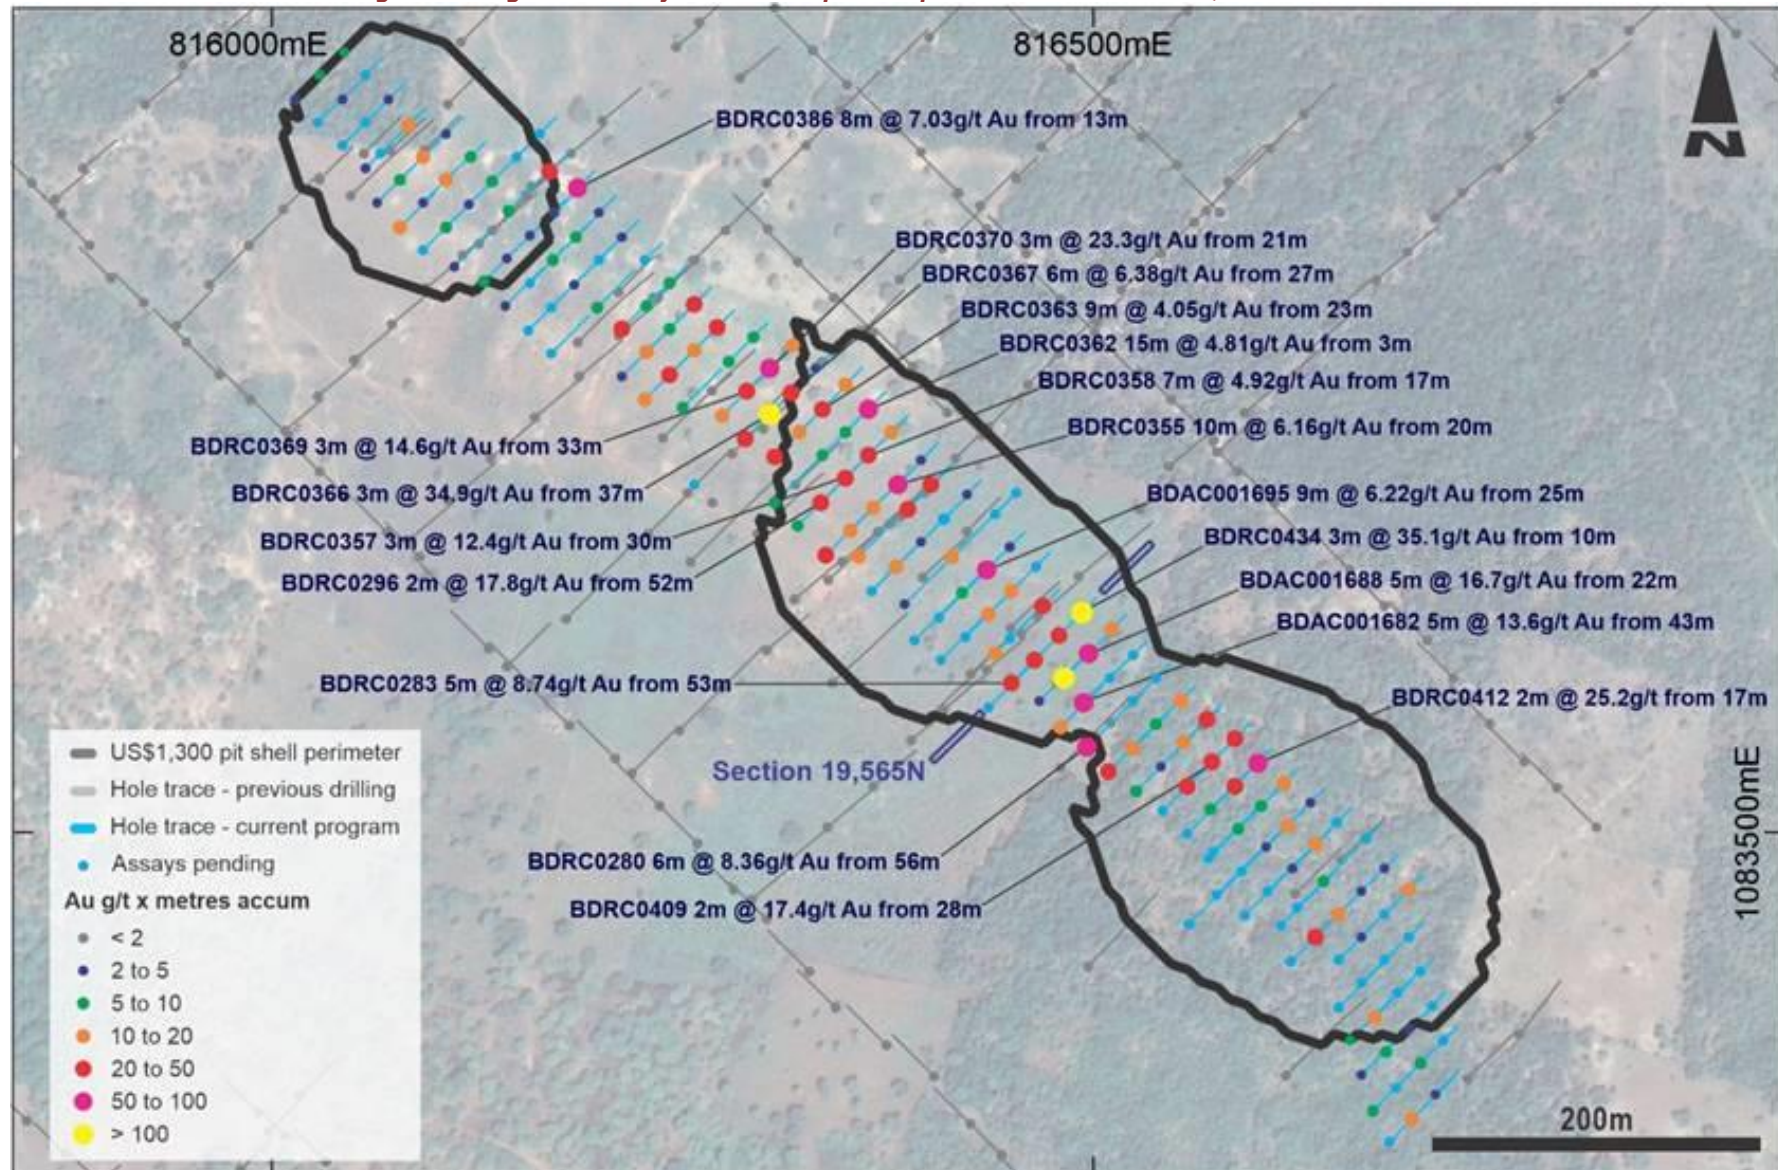 816000mE
816500mE
N
BDRC0386 8m @ 7.03g/t Au from 13m
BDRC0370 3m @ 23.3g/t Au from 21m
BDRC0367 6m @ 6.38g/t Au from 27m
BDRC0363 9m @ 4.05g/t Au from 23m
BDRC0362 15m @ 4.81g/t Au from 3m
BDRC0358 7m @ 4.92g/t Au from 17m
BDRC0355 10m @ 6.16g/t Au from 20m
BDRC0369 3m @ 14.6g/t Au from 33m
BDRC0366 3m @ 34.9g/t Au from 37m
BDRC0357 3m @ 12.4g/t Au from 30m
BDRC0296 2m @ 17.8g/t Au from 52m
BDAC001695 9m @ 6.22g/t Au from 25m
BDRC0434 3m @ 35.1g/t Au from 10m
BDAC001688 5m @ 16.7g/t Au from 22m
BDAC001682 5m @ 13.6g/t Au from 43m
BDRC0283 5m @ 8.74g/t Au from 53m
BDRC0412 2m @ 25.2g/t from 17m
Section 19,565N
1083500mE
BDRC0280 6m @ 8.36g/t Au from 56m
BDRC0409 2m @ 17.4g/t Au from 28m
US$1,300 pit shell perimeter
Hole trace - previous drilling
Hole trace - current program
Assays pending
Au g/t x metres accum
< 2
2 to 5
5 to 10
10 to 20
20 to 50
50 to 100
> 100
200m